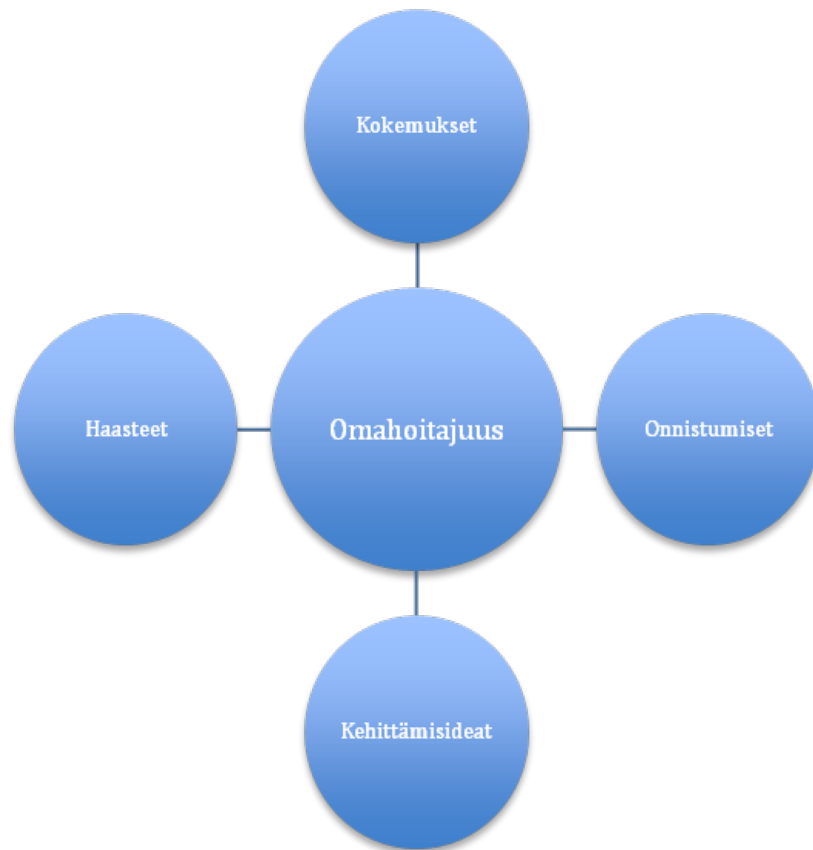 Kokemukset
Haasteet
Omahoitajuus
Onnistumiset
Kehittämisideat